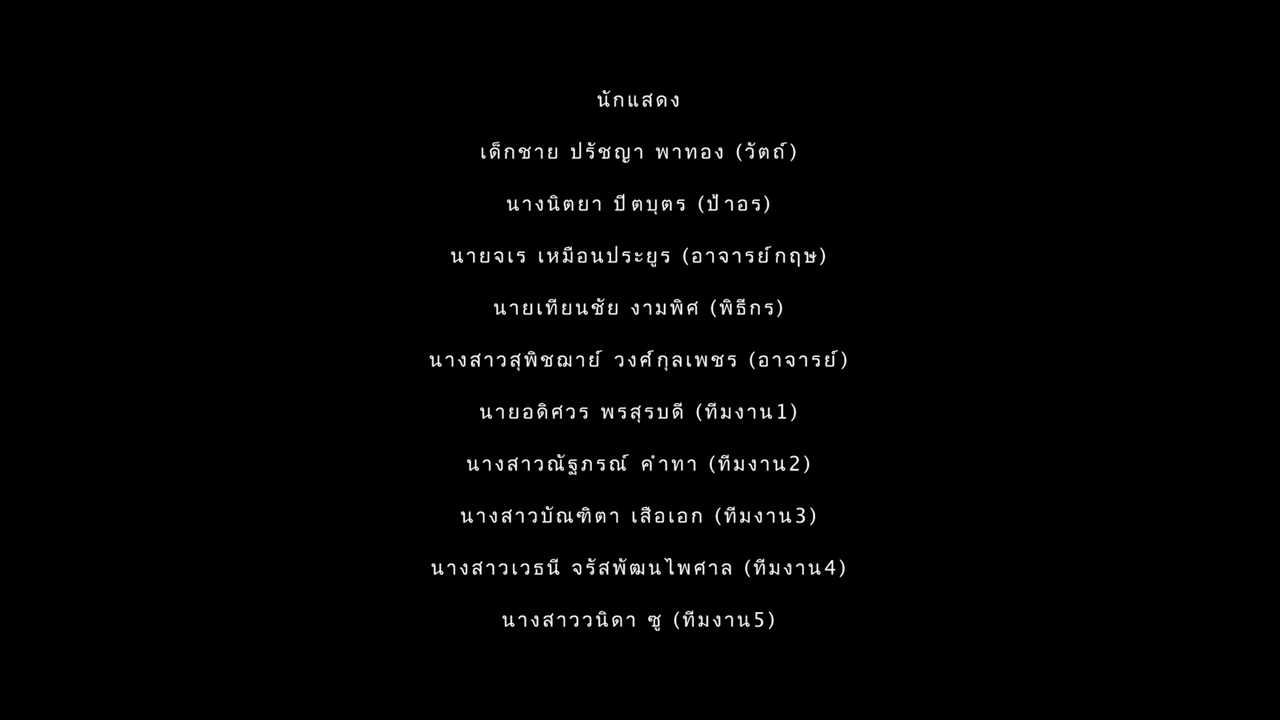 นักแสดง
เด็กชาย ปรัชญา พาทอง (วัตถ์)
นางนิตยา ปีตบุตร (ป้าอร)
นายจเร เหมือนประยูร (อาจารย์กฤษ)
นายเทียนชัย งามพิศ (พิธีกร)
นางสาวสุพิชฌาย์ วงศ์กุลเพชร (อาจารย์)
นายอดิศวร พรสุรบดี (ทีมงาน1)
นางสาวณัฐภรณ์ คำทา (ทีมงาน2)
นางสาวบัณฑิตา เสือเอก (ทีมงาน3)
นางสาวเวธนี จรัสพัฒนไพศาล (ทีมงาน4)
นางสาววนิดา ซู (ทีมงาน5)